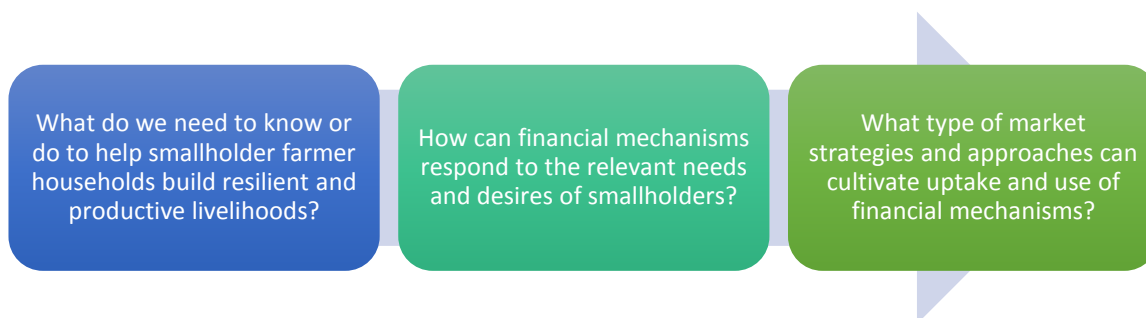 What do we need to know or
do to help smallholder farmer
households build resilient and
productive livelihoods?
How can financial mechanisms
respond to the relevant needs
and desires of smallholders?
What type of market
strategies and approaches can
cultivate uptake and use of
financial mechanisms?